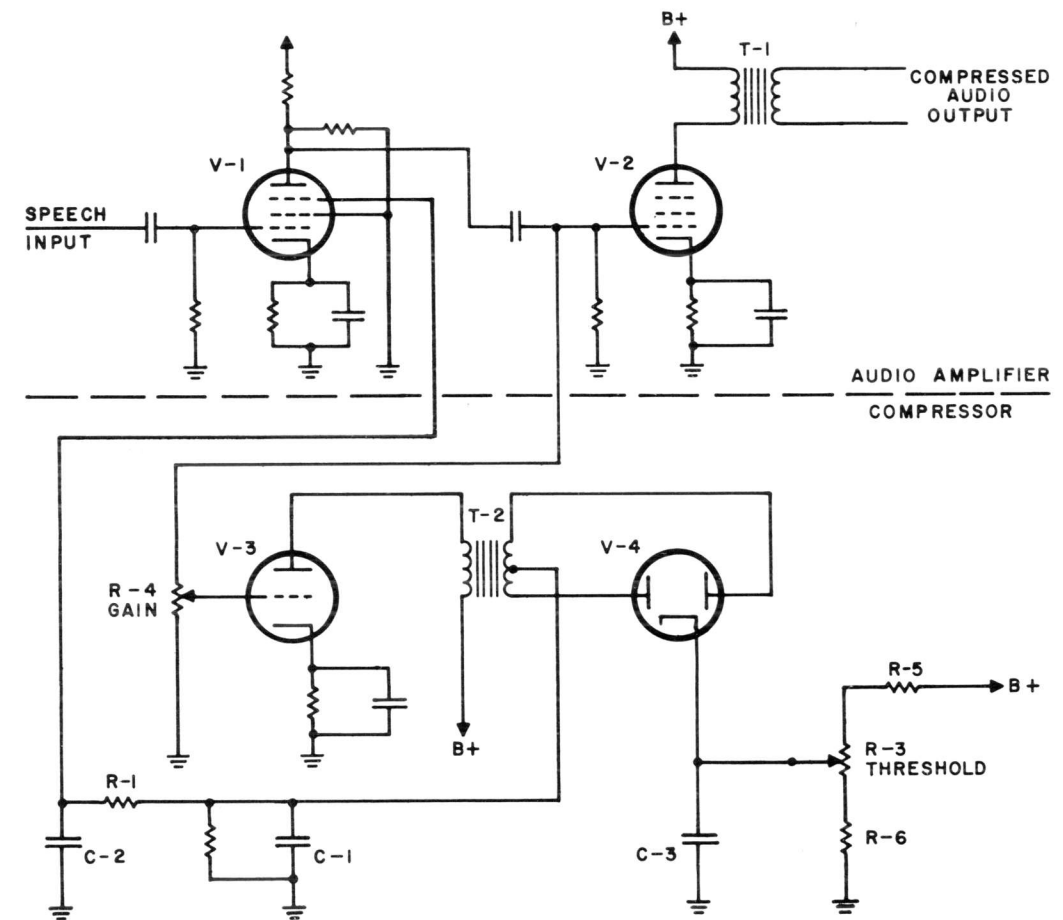 B+
T-1
COMPRESSED
AUDIO
OUTPUT
V-1
V-2
SPEECH
INPUT
AUDIO AMPLIFIER
COMPRESSOR
T-2
V-3
V-4
R-4
GAIN
R-5
B+
B+
R-3
THRESHOLD
R-1
R-6
C-2
C-1
C-3